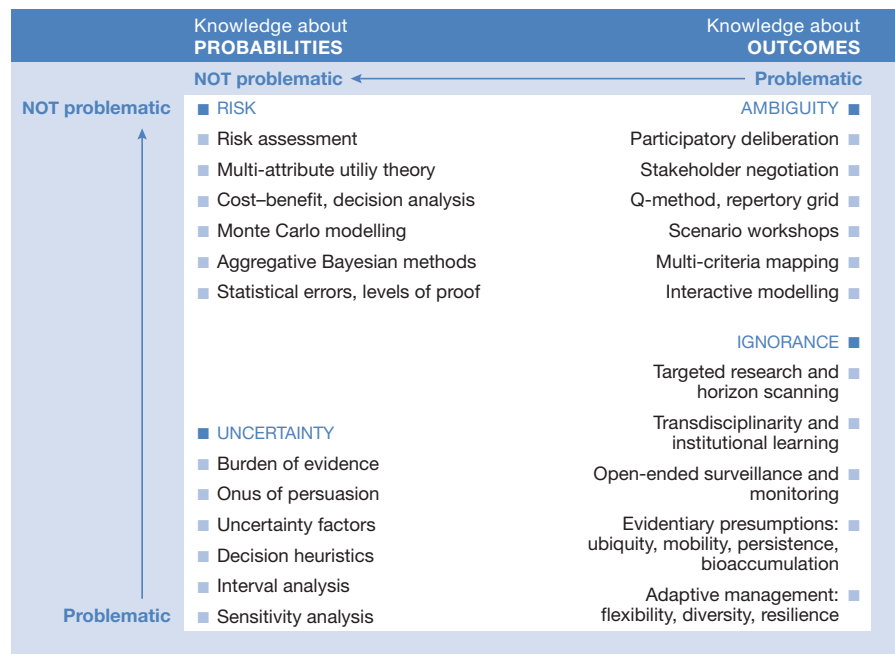 Knowledge about
PROBABILITIES
Knowledge about
OUTCOMES
NOT problematic
Problematic
NOT problematic
RISK
Risk assessment
Multi-attribute utiliy theory
Cost–benefit, decision analysis
Monte Carlo modelling
Aggregative Bayesian methods
Statistical errors, levels of proof
AMBIGUITY
Participatory deliberation
Stakeholder negotiation
Q-method, repertory grid
Scenario workshops
Multi-criteria mapping
Interactive modelling
UNCERTAINTY
Burden of evidence
Onus of persuasion
Uncertainty factors
Decision heuristics
Interval analysis
Sensitivity analysis
IGNORANCE
Targeted research and
horizon scanning
Transdisciplinarity and
institutional learning
Open-ended surveillance and
monitoring
Evidentiary presumptions:
ubiquity, mobility, persistence,
bioaccumulation
Adaptive management:
flexibility, diversity, resilience
Problematic